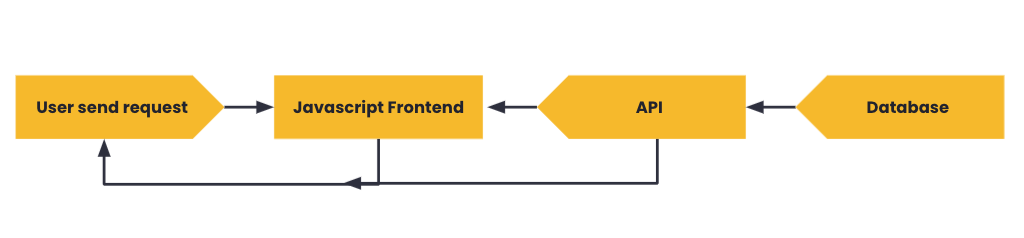 User send request
Javascript Frontend
API
Database